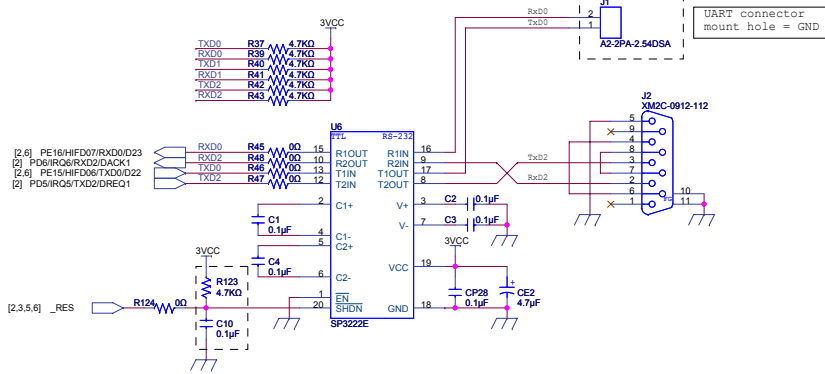 J1
RxD0 2
TxD0 1
A2-2PA-2.54DSA
UART connector
mount hole = GND
3VCC
TXD0 R37 4.7KΩ
RXD0 R39 4.7KΩ
TXD1 R40 4.7KΩ
RXD1 R41 4.7KΩ
TXD2 R42 4.7KΩ
RXD2 R43 4.7KΩ
J2
XM2C-0912-112
5
9
4
8
3
7
2
6
1
FG
10
11
U6
TTL RS-232
[2,6] PE16/HIFD07/RXD0/D23 RXD0 R45 0Ω 15 R1OUT R1IN 16
[2] PD6/IRQ6/RXD2/DACK1 RXD2 R48 0Ω 10 R2OUT R2IN 9 TxD2
[2,6] PE15/HIFD06/TXD0/D22 TXD0 R46 0Ω 13 T1IN T1OUT 17
[2] PD5/IRQ5/TXD2/DREQ1 TXD2 R47 0Ω 12 T2IN T2OUT 8 RxD2
2 C1+ V+ 3 C2 0.1µF
C1
0.1µF
4 C1- V- 7 C3 0.1µF
5 C2+
3VCC
C4
0.1µF
6 C2-
VCC 19
3VCC
R123
4.7KΩ
CP28
0.1µF
+
CE2
4.7µF
1 EN
[2,3,5,6] _RES R124 0Ω 20 SHDN GND 18
C10
0.1µF
SP3222E